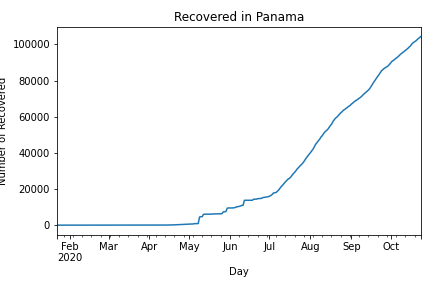 Recovered in Panama
Number of Recovered
100000
80000
60000
40000
20000
0
Feb Mar Apr May Jun Jul Aug Sep Oct
2020
Day